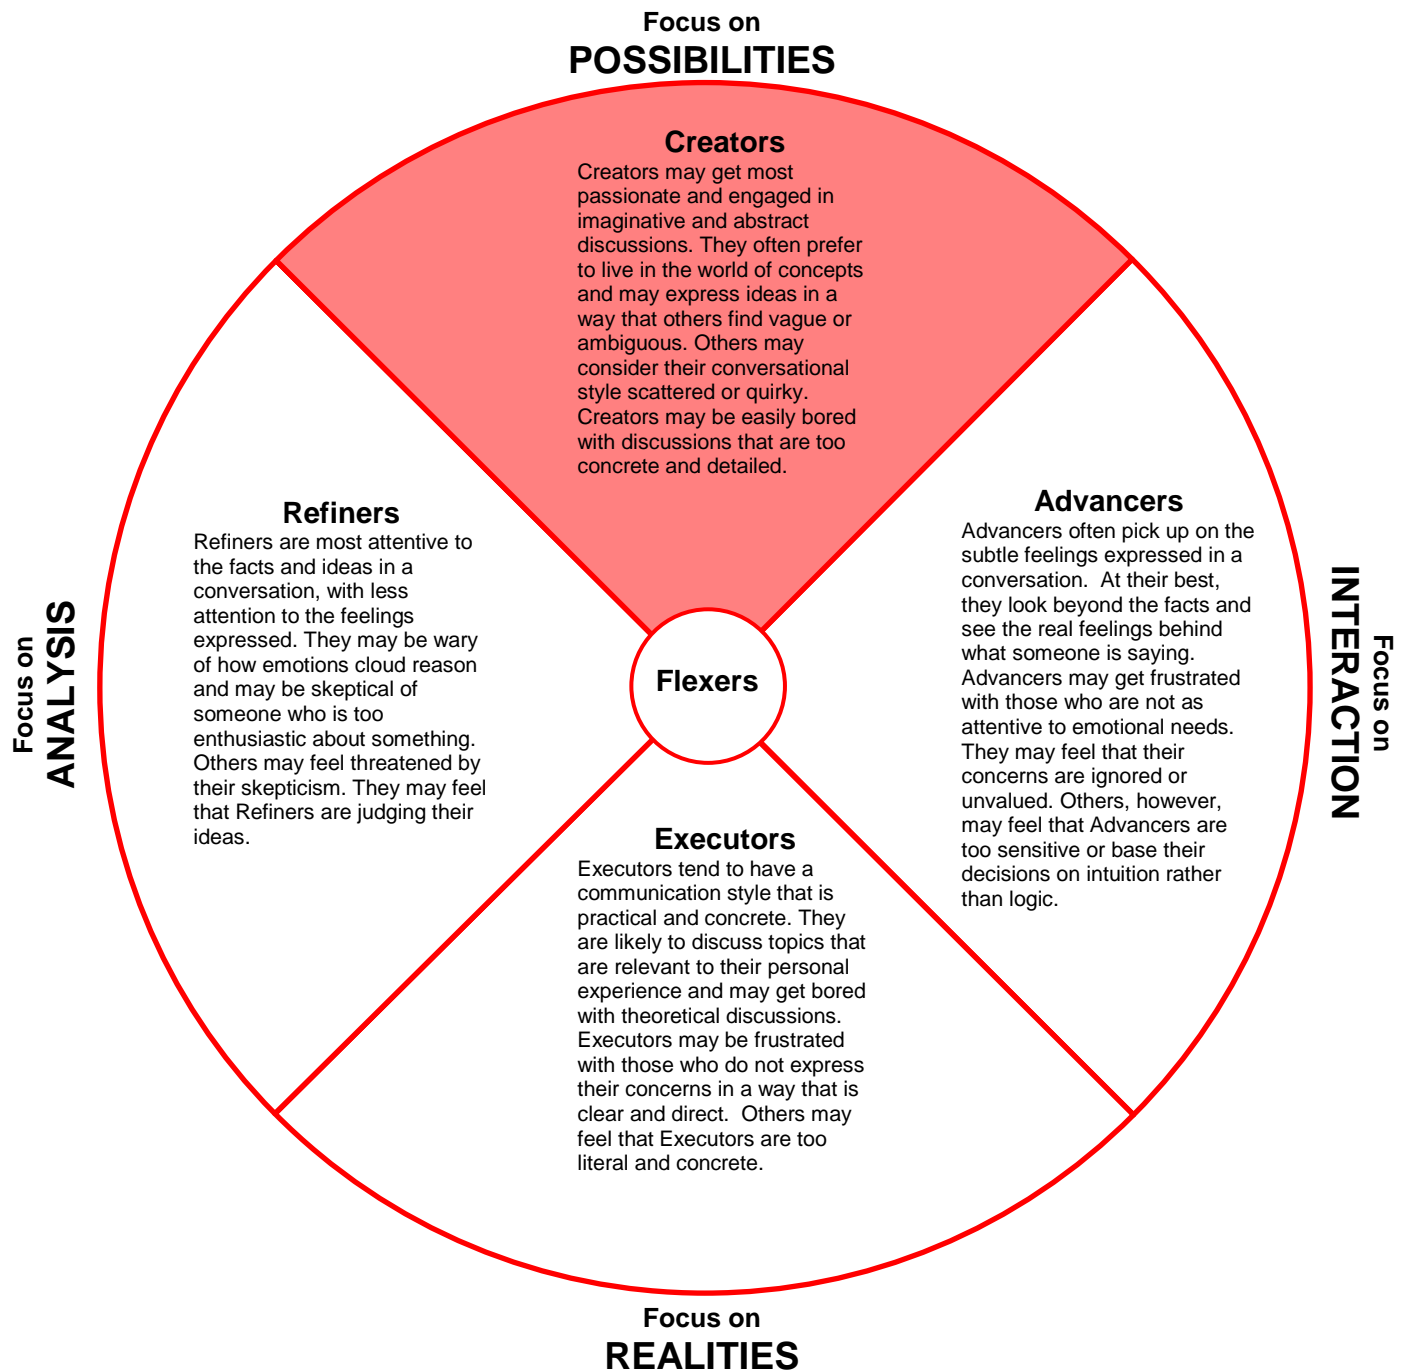 Focus on
POSSIBILITIES
Creators
Creators may get most
passionate and engaged in
imaginative and abstract
discussions. They often prefer
to live in the world of concepts
and may express ideas in a
way that others find vague or
ambiguous. Others may
consider their conversational
style scattered or quirky.
Creators may be easily bored
with discussions that are too
concrete and detailed.
Focus on
ANALYSIS
Refiners
Refiners are most attentive to
the facts and ideas in a
conversation, with less
attention to the feelings
expressed. They may be wary
of how emotions cloud reason
and may be skeptical of
someone who is too
enthusiastic about something.
Others may feel threatened by
their skepticism. They may feel
that Refiners are judging their
ideas.
Flexers
Advancers
Advancers often pick up on the
subtle feelings expressed in a
conversation.  At their best,
they look beyond the facts and
see the real feelings behind
what someone is saying.
Advancers may get frustrated
with those who are not as
attentive to emotional needs.
They may feel that their
concerns are ignored or
unvalued. Others, however,
may feel that Advancers are
too sensitive or base their
decisions on intuition rather
than logic.
Focus on
INTERACTION
Executors
Executors tend to have a
communication style that is
practical and concrete. They
are likely to discuss topics that
are relevant to their personal
experience and may get bored
with theoretical discussions.
Executors may be frustrated
with those who do not express
their concerns in a way that is
clear and direct.  Others may
feel that Executors are too
literal and concrete.
Focus on
REALITIES